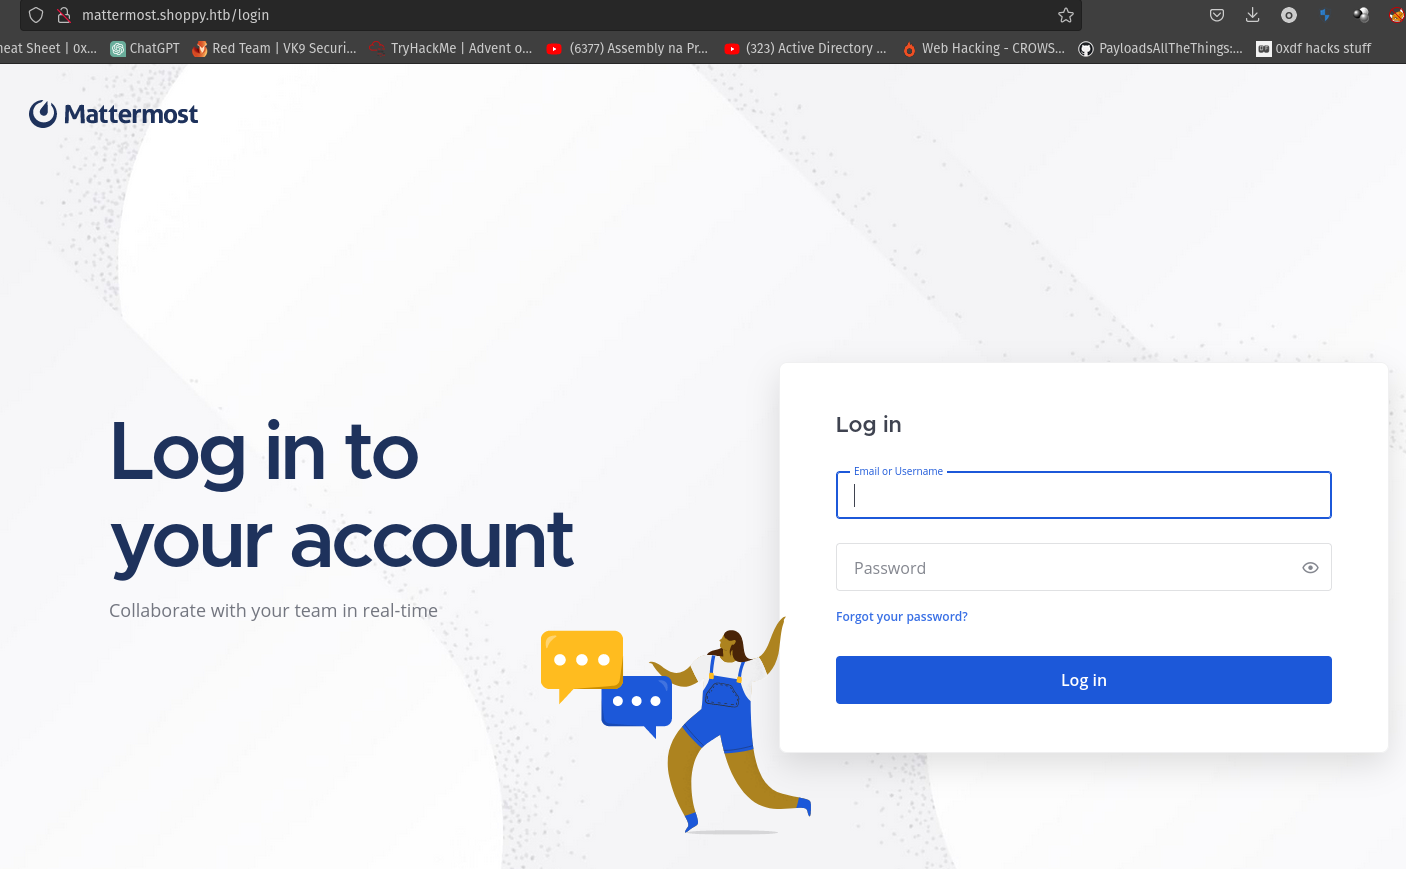 mattermost.shoppy.htb/login
eat Sheet | 0x... ChatGPT Red Team | VK9 Securi... TryHackMe | Advent o... (6377) Assembly na Pr... (323) Active Directory ... Web Hacking - CROWS... PayloadsAllTheThings:... 0xdf hacks stuff
Mattermost
Log in to
your account
Collaborate with your team in real-time
Log in
Email or Username
Password
Forgot your password?
Log in